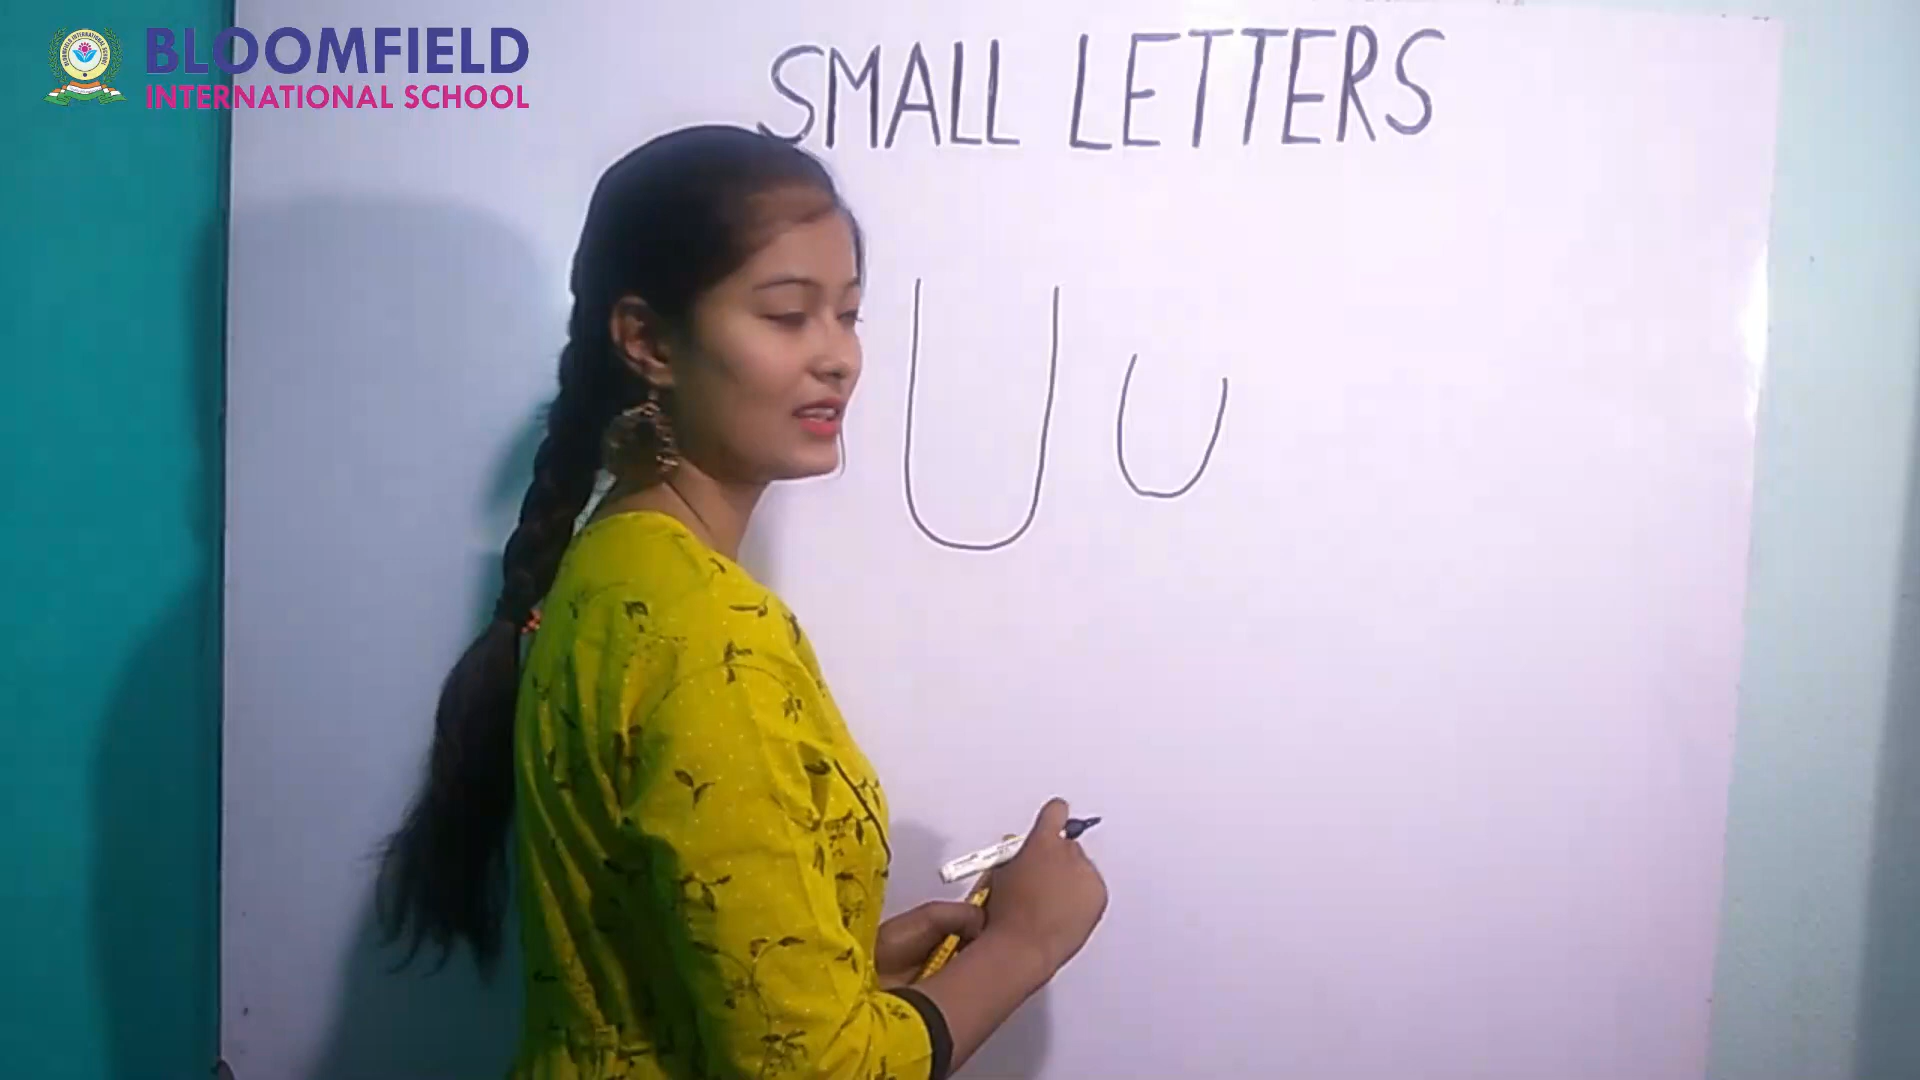 BLOOMFIELD
INTERNATIONAL SCHOOL
SMALL LETTERS
U u